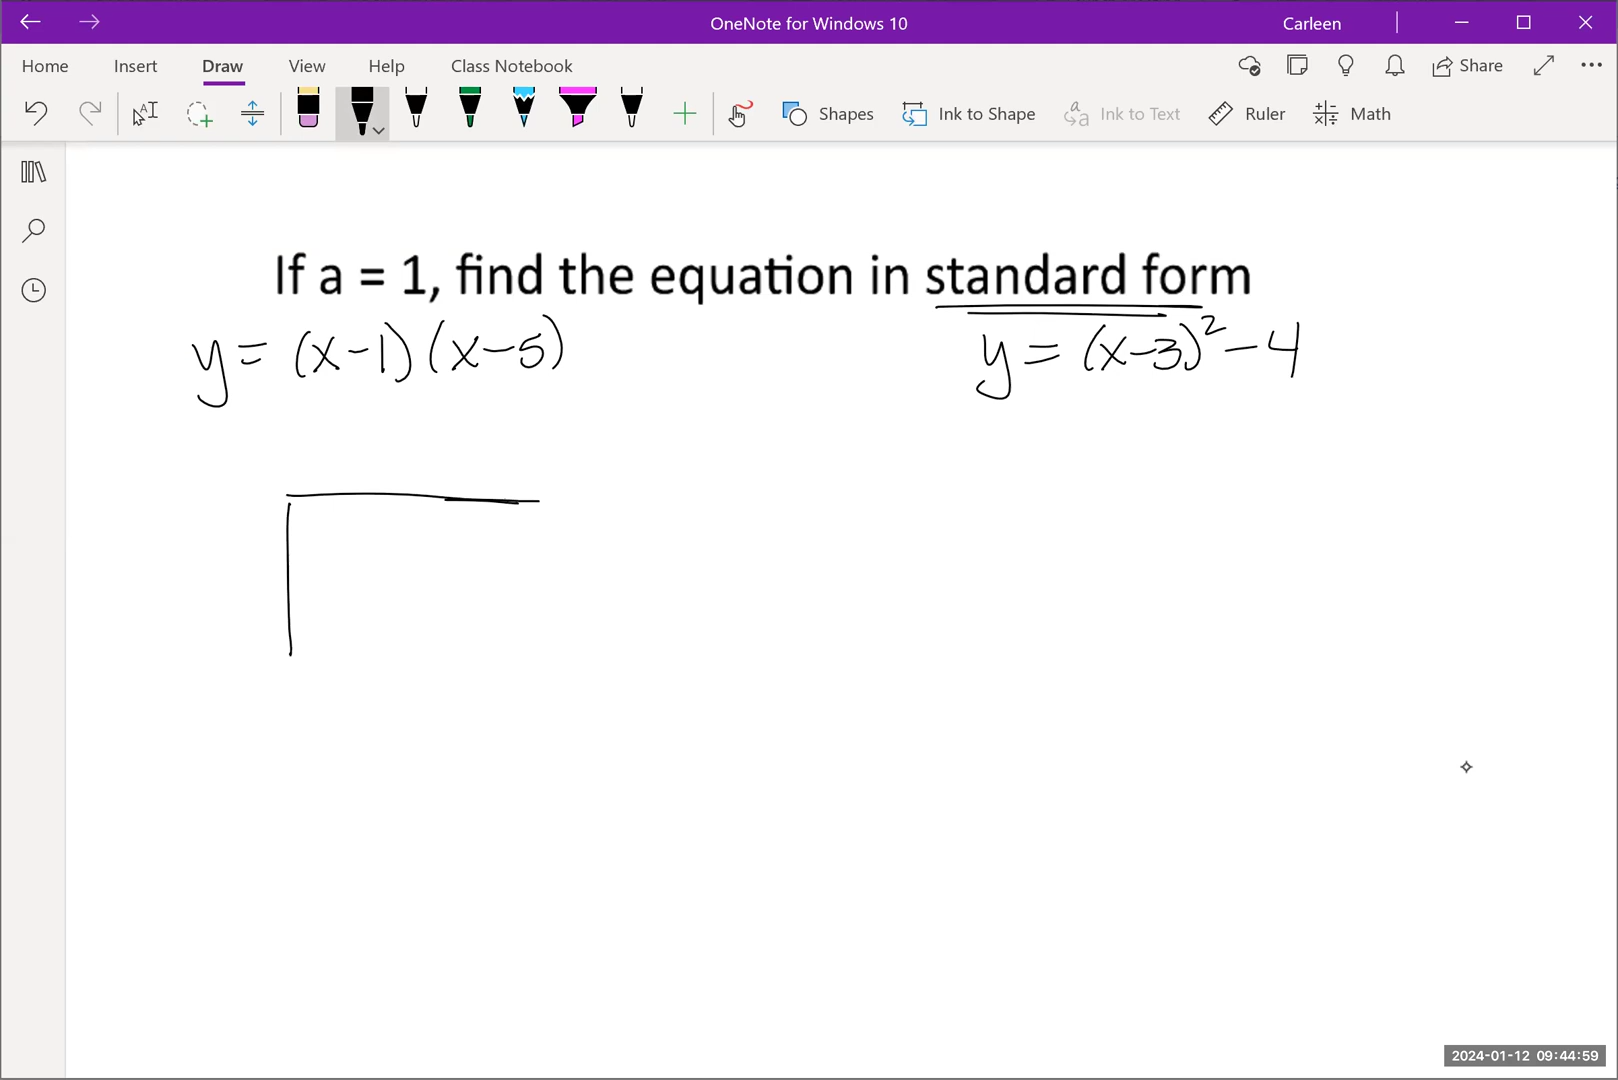 OneNote for Windows 10
Carleen
Home Insert Draw View Help Class Notebook
Share
Shapes Ink to Shape Ink to Text Ruler Math
If a = 1, find the equation in standard form
y = (x-1)(x-5)
y = (x-3)² - 4
2024-01-12 09:44:59